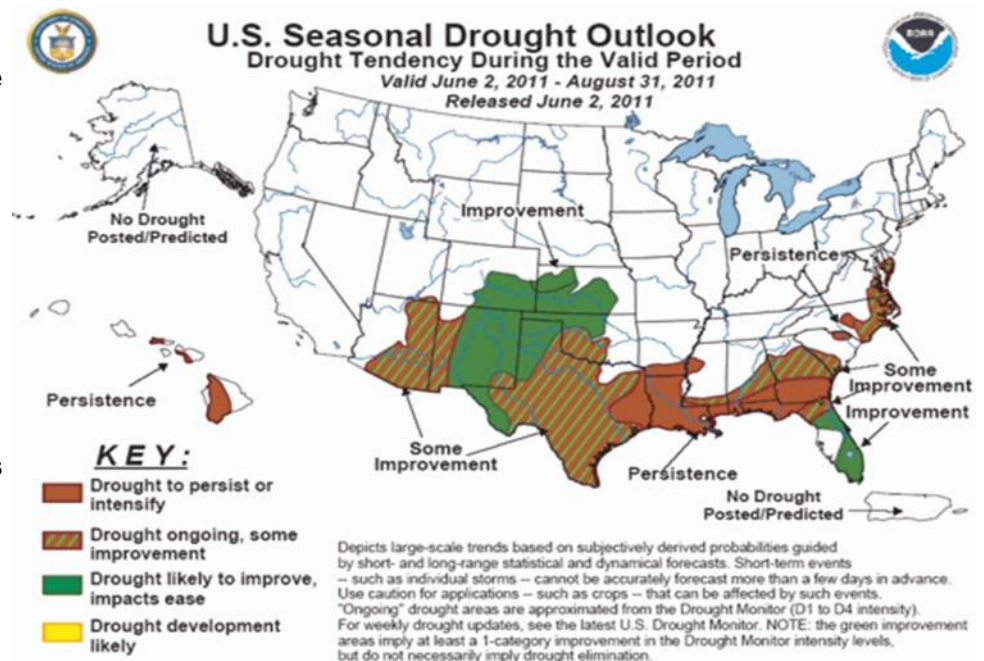 U.S. Seasonal Drought Outlook
Drought Tendency During the Valid Period
Valid June 2, 2011 - August 31, 2011
Released June 2, 2011
No Drought
Posted/Predicted
Improvement
Persistence
Persistence
Some
Improvement
Improvement
Some
Improvement
Persistence
No Drought
Posted/Predicted
KEY:
Drought to persist or
intensify
Drought ongoing, some
improvement
Drought likely to improve,
impacts ease
Drought development
likely
Depicts large-scale trends based on subjectively derived probabilities guided
by short- and long-range statistical and dynamical forecasts. Short-term events
-- such as individual storms -- cannot be accurately forecast more than a few days in advance.
Use caution for applications -- such as crops -- that can be affected by such events.
"Ongoing" drought areas are approximated from the Drought Monitor (D1 to D4 intensity).
For weekly drought updates, see the latest U.S. Drought Monitor. NOTE: the green improvement
areas imply at least a 1-category improvement in the Drought Monitor intensity levels,
but do not necessarily imply drought elimination.